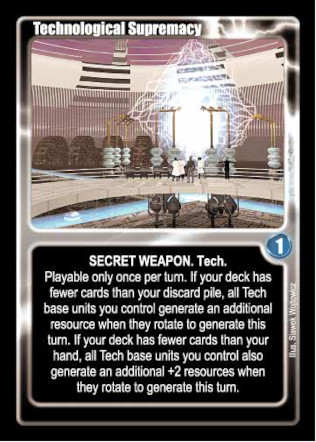 Technological Supremacy
1
SECRET WEAPON. Tech.
Playable only once per turn. If your deck has
fewer cards than your discard pile, all Tech
base units you control generate an additional
resource when they rotate to generate this
turn. If your deck has fewer cards than your
hand, all Tech base units you control also
generate an additional +2 resources when
they rotate to generate this turn.
Ilus. Sławek Wojtowicz